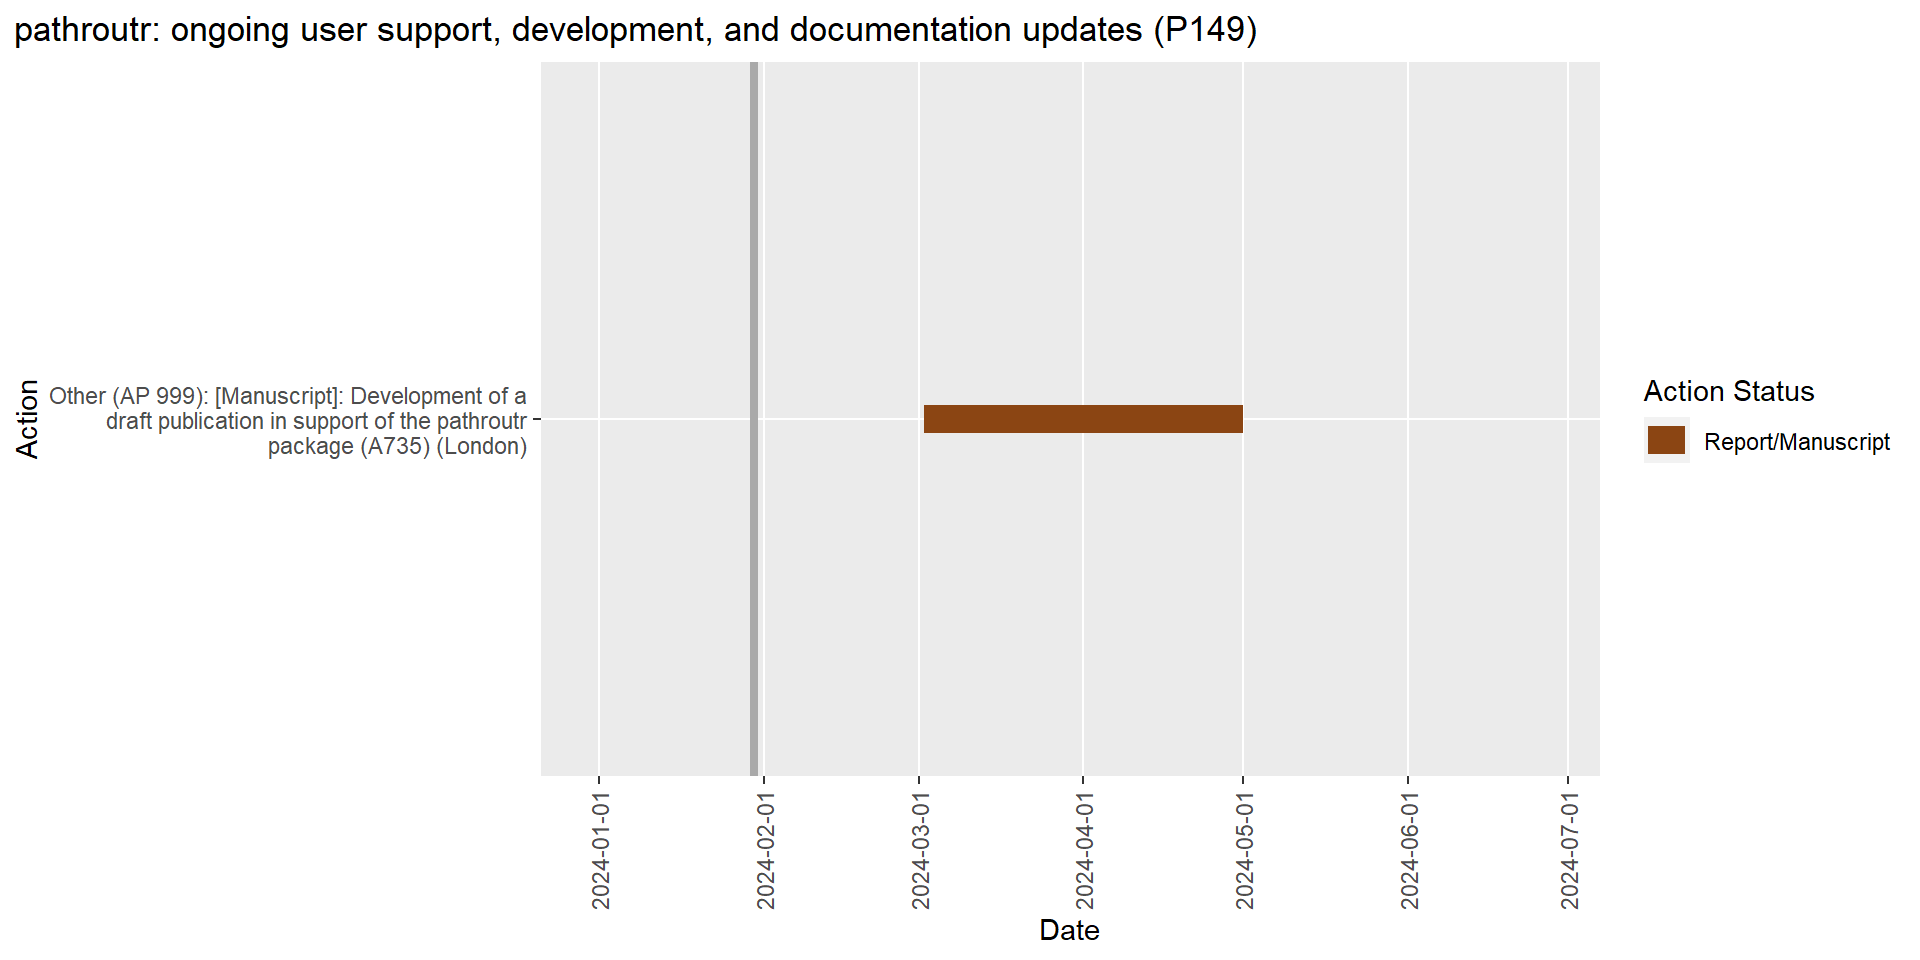 pathroutr: ongoing user support, development, and documentation updates (P149)
Action
Other (AP 999): [Manuscript]: Development of a
draft publication in support of the pathroutr
package (A735) (London)
Action Status
Report/Manuscript
2024-01-01
2024-02-01
2024-03-01
2024-04-01
2024-05-01
2024-06-01
2024-07-01
Date